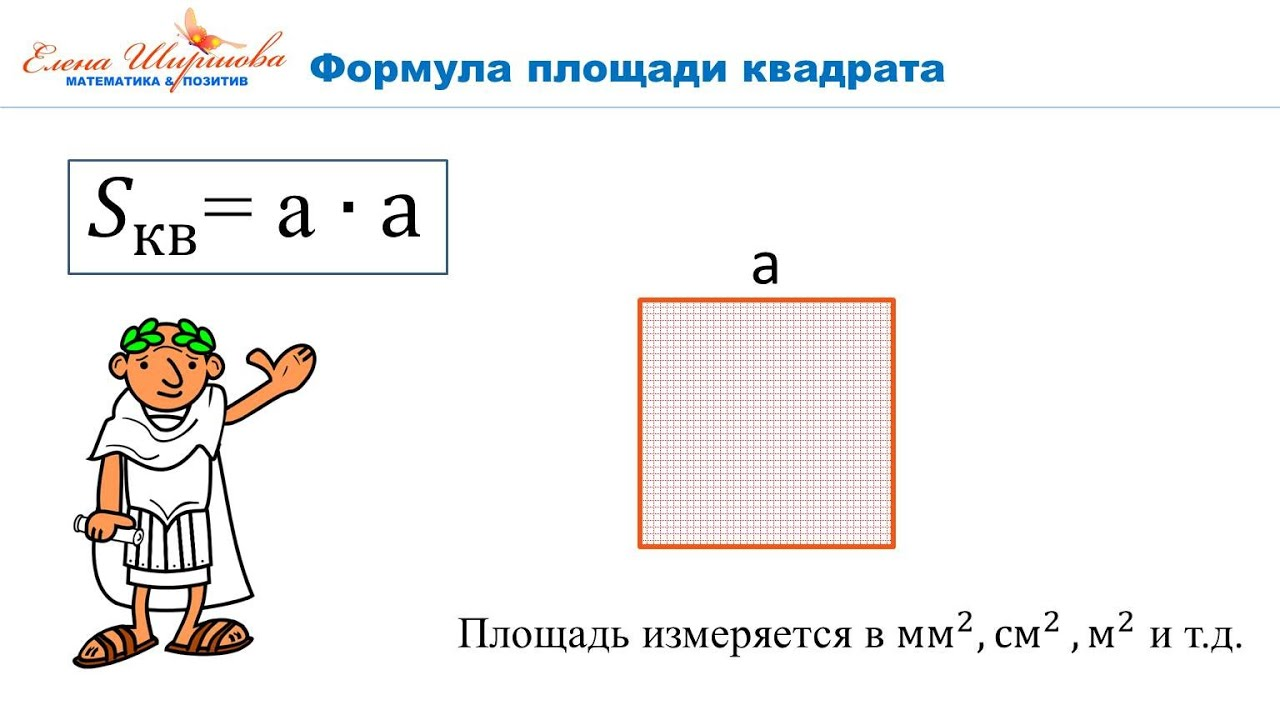 Елена Ширшова
МАТЕМАТИКА & ПОЗИТИВ
Формула площади квадрата
Sкв= a · a
a
Площадь измеряется в мм², см² , м² и т.д.